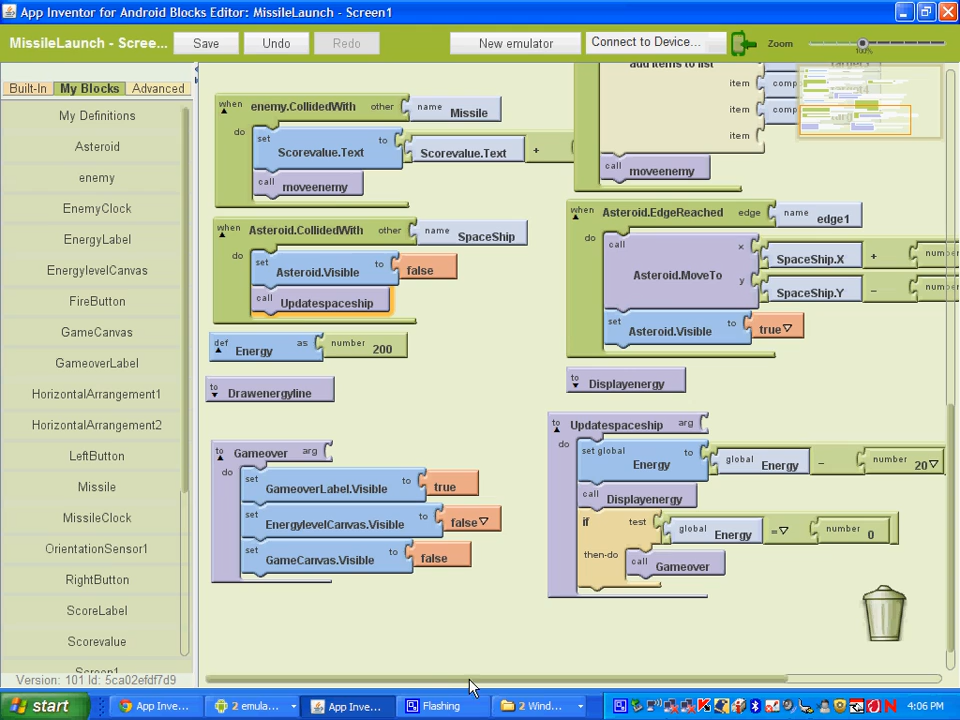 App Inventor for Android Blocks Editor: MissileLaunch - Screen1
MissileLaunch - Scree...
Save
Undo
Redo
New emulator
Connect to Device...
Zoom
100%
Built-In
My Blocks
Advanced
My Definitions
Asteroid
enemy
EnemyClock
EnergyLabel
EnergylevelCanvas
FireButton
GameCanvas
GameoverLabel
HorizontalArrangement1
HorizontalArrangement2
LeftButton
Missile
MissileClock
OrientationSensor1
RightButton
ScoreLabel
Scorevalue
Screen1
Version: 101 Id: 5ca02efdf7d9
when enemy.CollidedWith other name Missile
do set Scorevalue.Text to Scorevalue.Text +
call moveenemy
add items to list
item comp
item comp
item
call moveenemy
when Asteroid.CollidedWith other name SpaceShip
do set Asteroid.Visible to false
call Updatespaceship
when Asteroid.EdgeReached edge name edge1
do call Asteroid.MoveTo
x SpaceShip.X + numb
y SpaceShip.Y - numb
set Asteroid.Visible to true
def Energy as number 200
to Drawenergyline
to Displayenergy
to Gameover arg
do set GameoverLabel.Visible to true
set EnergylevelCanvas.Visible to false
set GameCanvas.Visible to false
to Updatespaceship arg
do set global Energy to global Energy - number 20
call Displayenergy
if test global Energy = number 0
then-do call Gameover
start
App Inve...
2 emula...
App Inve...
Flashing
2 Wind...
4:06 PM